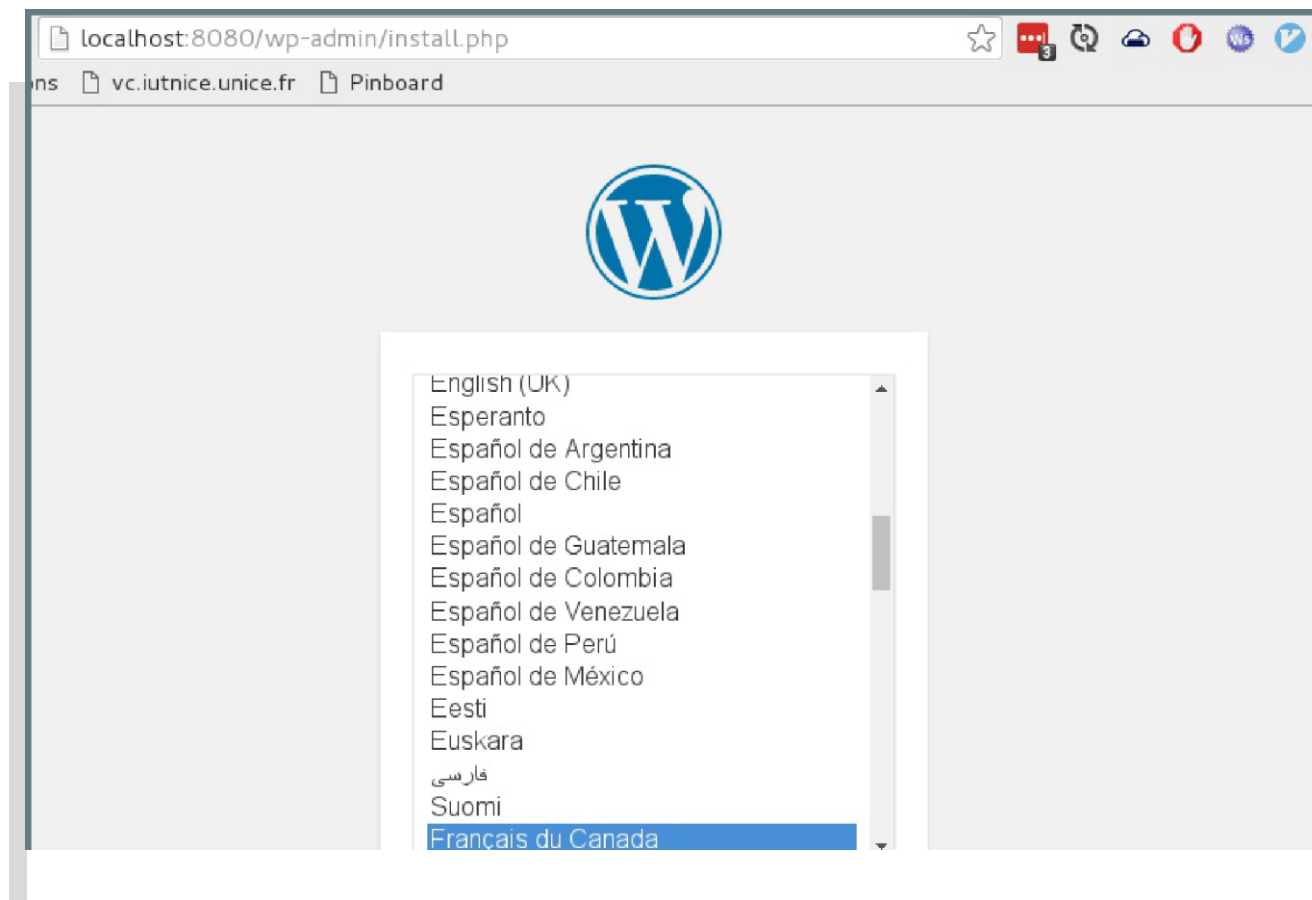 localhost:8080/wp-admin/install.php
3
ons vc.iutnice.unice.fr Pinboard
W
English (UK)
Esperanto
Español de Argentina
Español de Chile
Español
Español de Guatemala
Español de Colombia
Español de Venezuela
Español de Perú
Español de México
Eesti
Euskara
فارسی
Suomi
Français du Canada